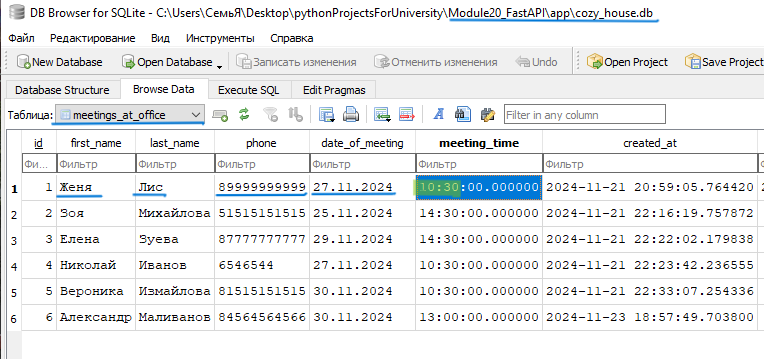 DB Browser for SQLite - C:\Users\СемьЯ\Desktop\pythonProjectsForUniversity\Module20_FastAPI\app\cozy_house.db
Файл Редактирование Вид Инструменты Справка
New Database Open Database Записать изменения Отменить изменения Undo Open Project Save Project
Database Structure Browse Data Execute SQL Edit Pragmas
Таблица: meetings_at_office Filter in any column
id first_name last_name phone date_of_meeting meeting_time created_at
Фи... Фильтр Фильтр Фильтр Фильтр Фильтр Фильтр
1 1 Женя Лис 89999999999 27.11.2024 10:30:00.000000 2024-11-21 20:59:05.764420
2 2 Зоя Михайлова 51515151515 25.11.2024 14:30:00.000000 2024-11-21 22:16:19.757872
3 3 Елена Зуева 87777777777 29.11.2024 14:30:00.000000 2024-11-21 22:22:02.179838
4 4 Николай Иванов 6546544 27.11.2024 10:30:00.000000 2024-11-21 22:23:42.236555
5 5 Вероника Измайлова 81515151515 30.11.2024 10:30:00.000000 2024-11-21 22:33:07.254336
6 6 Александр Маливанов 84564564566 30.11.2024 13:00:00.000000 2024-11-23 18:57:49.703800